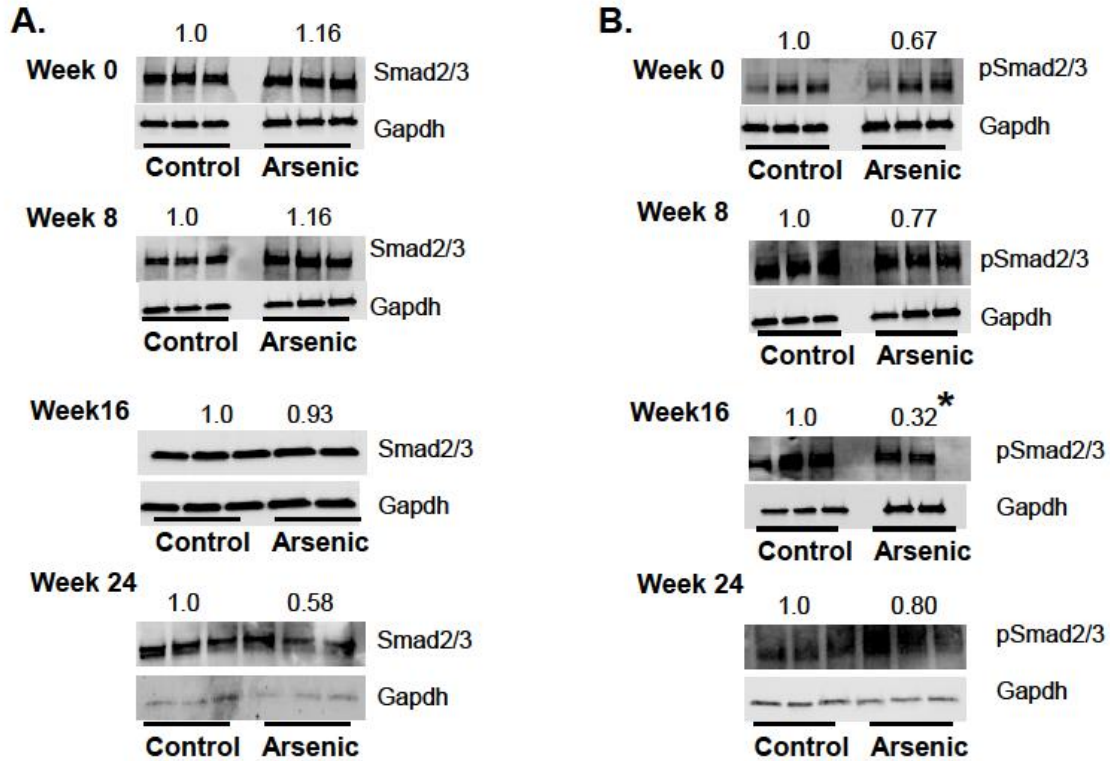 A.
1.0 1.16
Week 0
Smad2/3
Gapdh
Control Arsenic
Week 8
1.0 1.16
Smad2/3
Gapdh
Control Arsenic
Week16
1.0 0.93
Smad2/3
Gapdh
Control Arsenic
Week 24
1.0 0.58
Smad2/3
Gapdh
Control Arsenic
B.
1.0 0.67
Week 0
pSmad2/3
Gapdh
Control Arsenic
Week 8
1.0 0.77
pSmad2/3
Gapdh
Control Arsenic
Week16
1.0 0.32*
pSmad2/3
Gapdh
Control Arsenic
Week 24
1.0 0.80
pSmad2/3
Gapdh
Control Arsenic